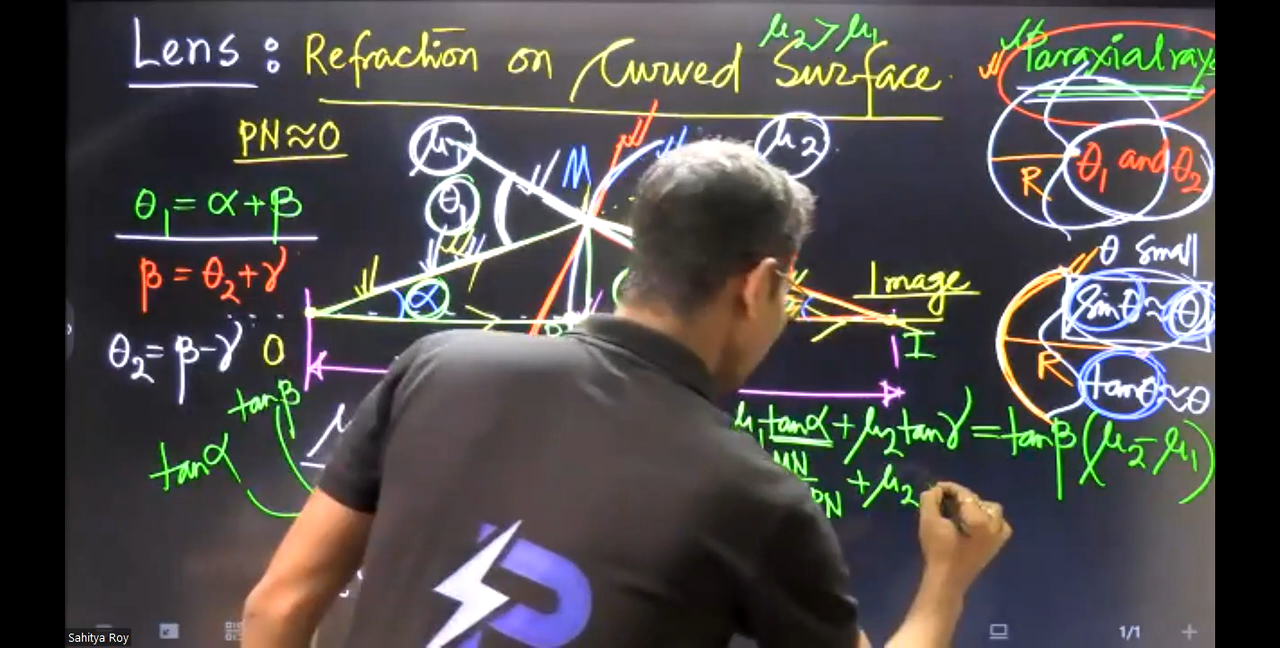 Lens : Refraction on Curved Surface
μ2 > μ1
Paraxial rays
PN ≈ 0
μ1
M
μ2
R
θ1 and θ2
θ1 = α + β
θ1
β = θ2 + γ
α
Image
θ small
sinθ ≈ θ
θ2 = β - γ
O
I
R
tanθ ≈ θ
tanβ
tanα
μ1 tanα + μ2 tanγ = tanβ (μ2 - μ1)
MN
PN + μ2
Sahitya Roy
1/1